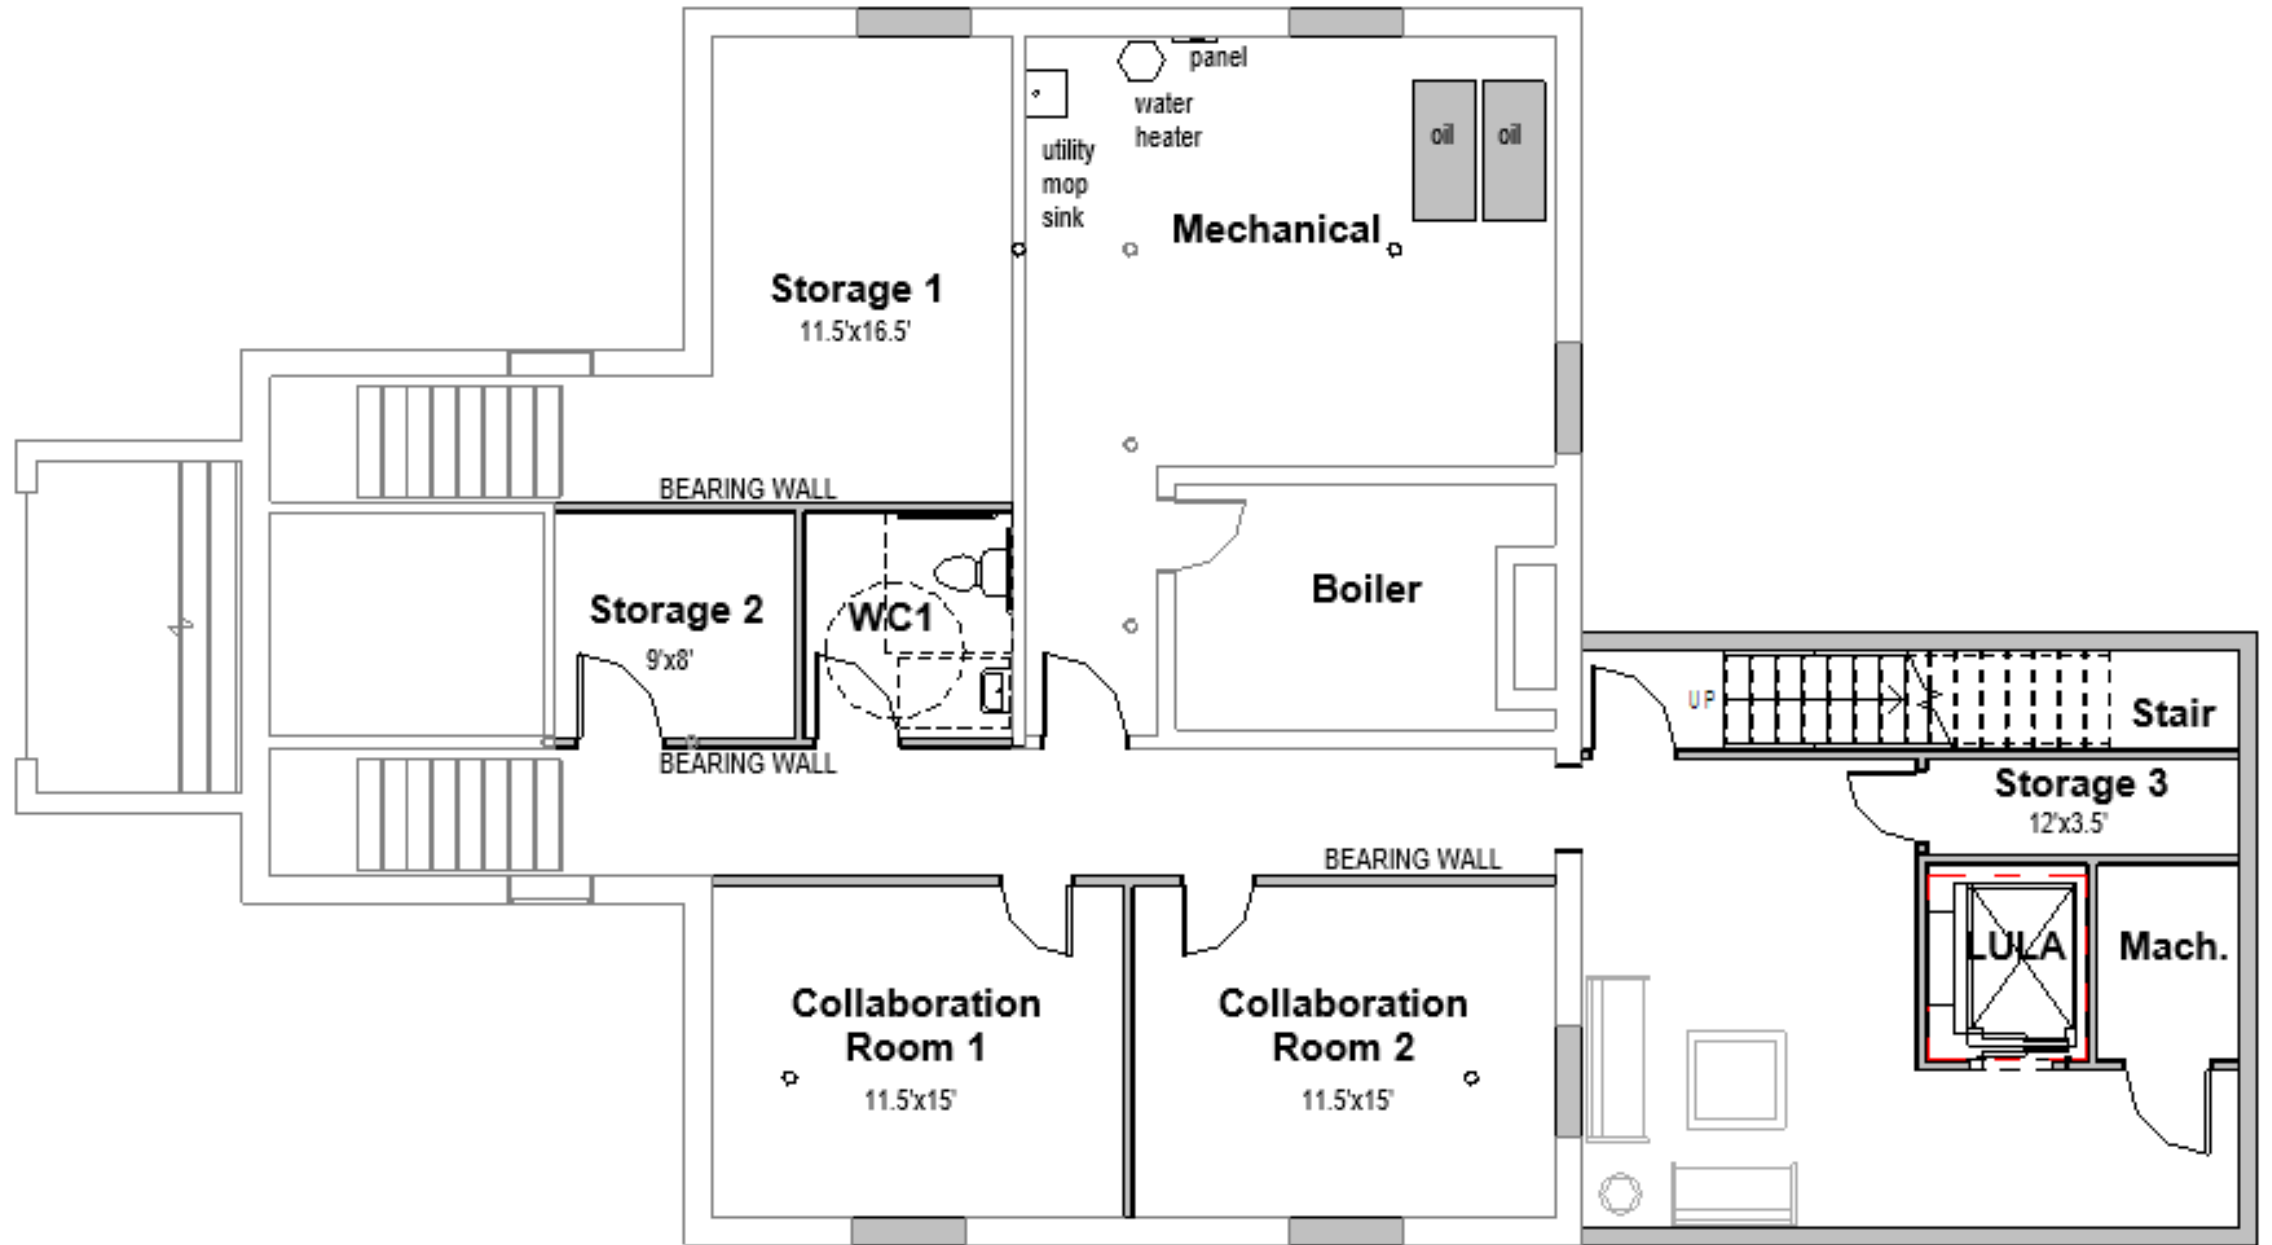 panel
water
heater
oil
oil
utility
mop
sink
Mechanical
Storage 1
11.5'x16.5'
BEARING WALL
Storage 2
9'x8'
WC1
Boiler
UP
Stair
BEARING WALL
Storage 3
12'x3.5'
BEARING WALL
LULA
Mach.
Collaboration
Room 1
11.5'x15'
Collaboration
Room 2
11.5'x15'